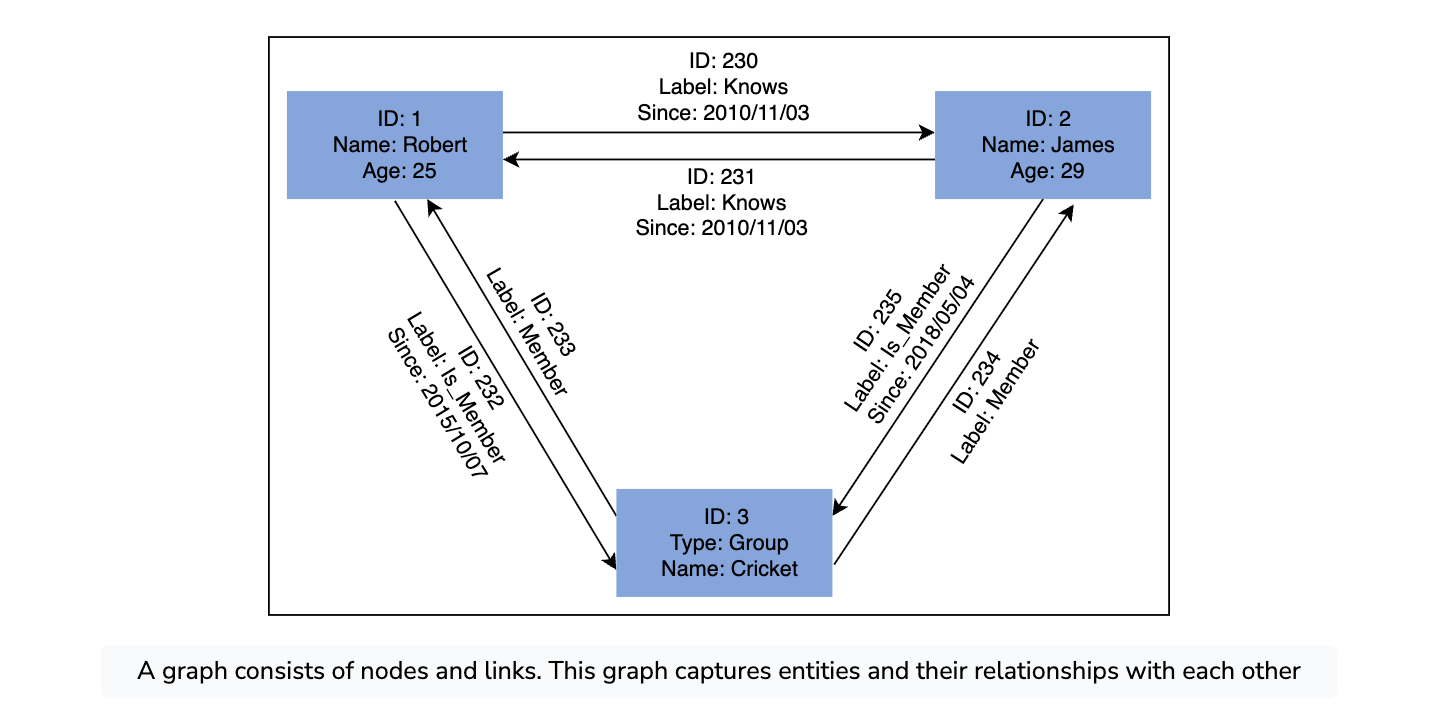 ID: 230
Label: Knows
Since: 2010/11/03
ID: 1
Name: Robert
Age: 25
ID: 2
Name: James
Age: 29
ID: 231
Label: Knows
Since: 2010/11/03
ID: 232
Label: Is_Member
Since: 2015/10/07
ID: 233
Label: Member
ID: 235
Label: Is_Member
Since: 2018/05/04
ID: 234
Label: Member
ID: 3
Type: Group
Name: Cricket
A graph consists of nodes and links. This graph captures entities and their relationships with each other